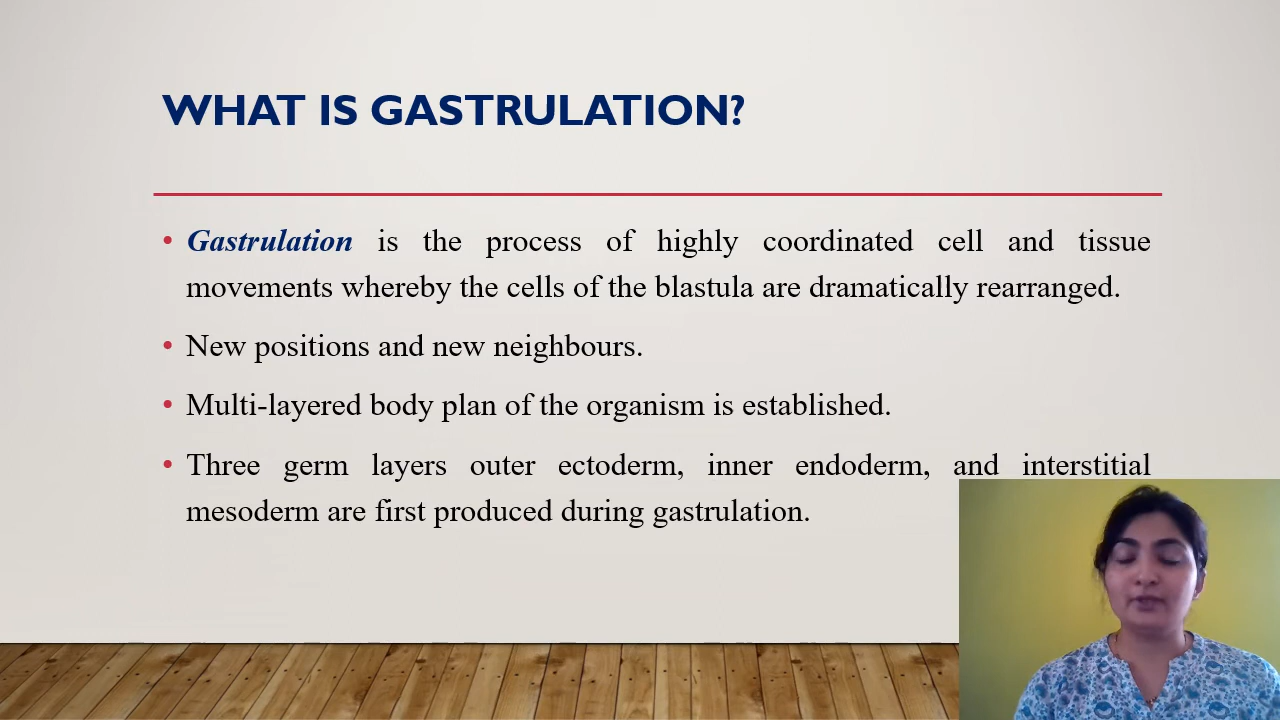 WHAT IS GASTRULATION?
• Gastrulation is the process of highly coordinated cell and tissue
movements whereby the cells of the blastula are dramatically rearranged.
• New positions and new neighbours.
• Multi-layered body plan of the organism is established.
• Three germ layers outer ectoderm, inner endoderm, and interstitial
mesoderm are first produced during gastrulation.